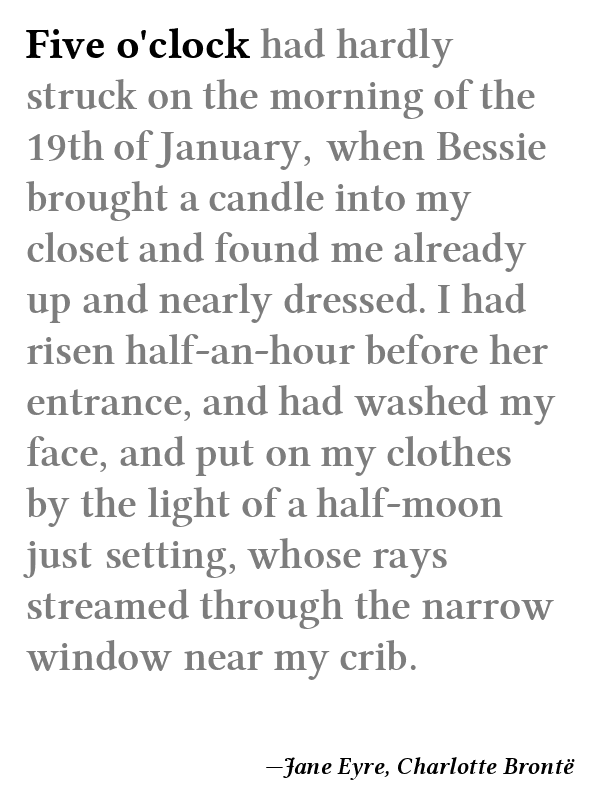 Five o'clock had hardly
struck on the morning of the
19th of January, when Bessie
brought a candle into my
closet and found me already
up and nearly dressed. I had
risen half-an-hour before her
entrance, and had washed my
face, and put on my clothes
by the light of a half-moon
just setting, whose rays
streamed through the narrow
window near my crib.
—Jane Eyre, Charlotte Brontë